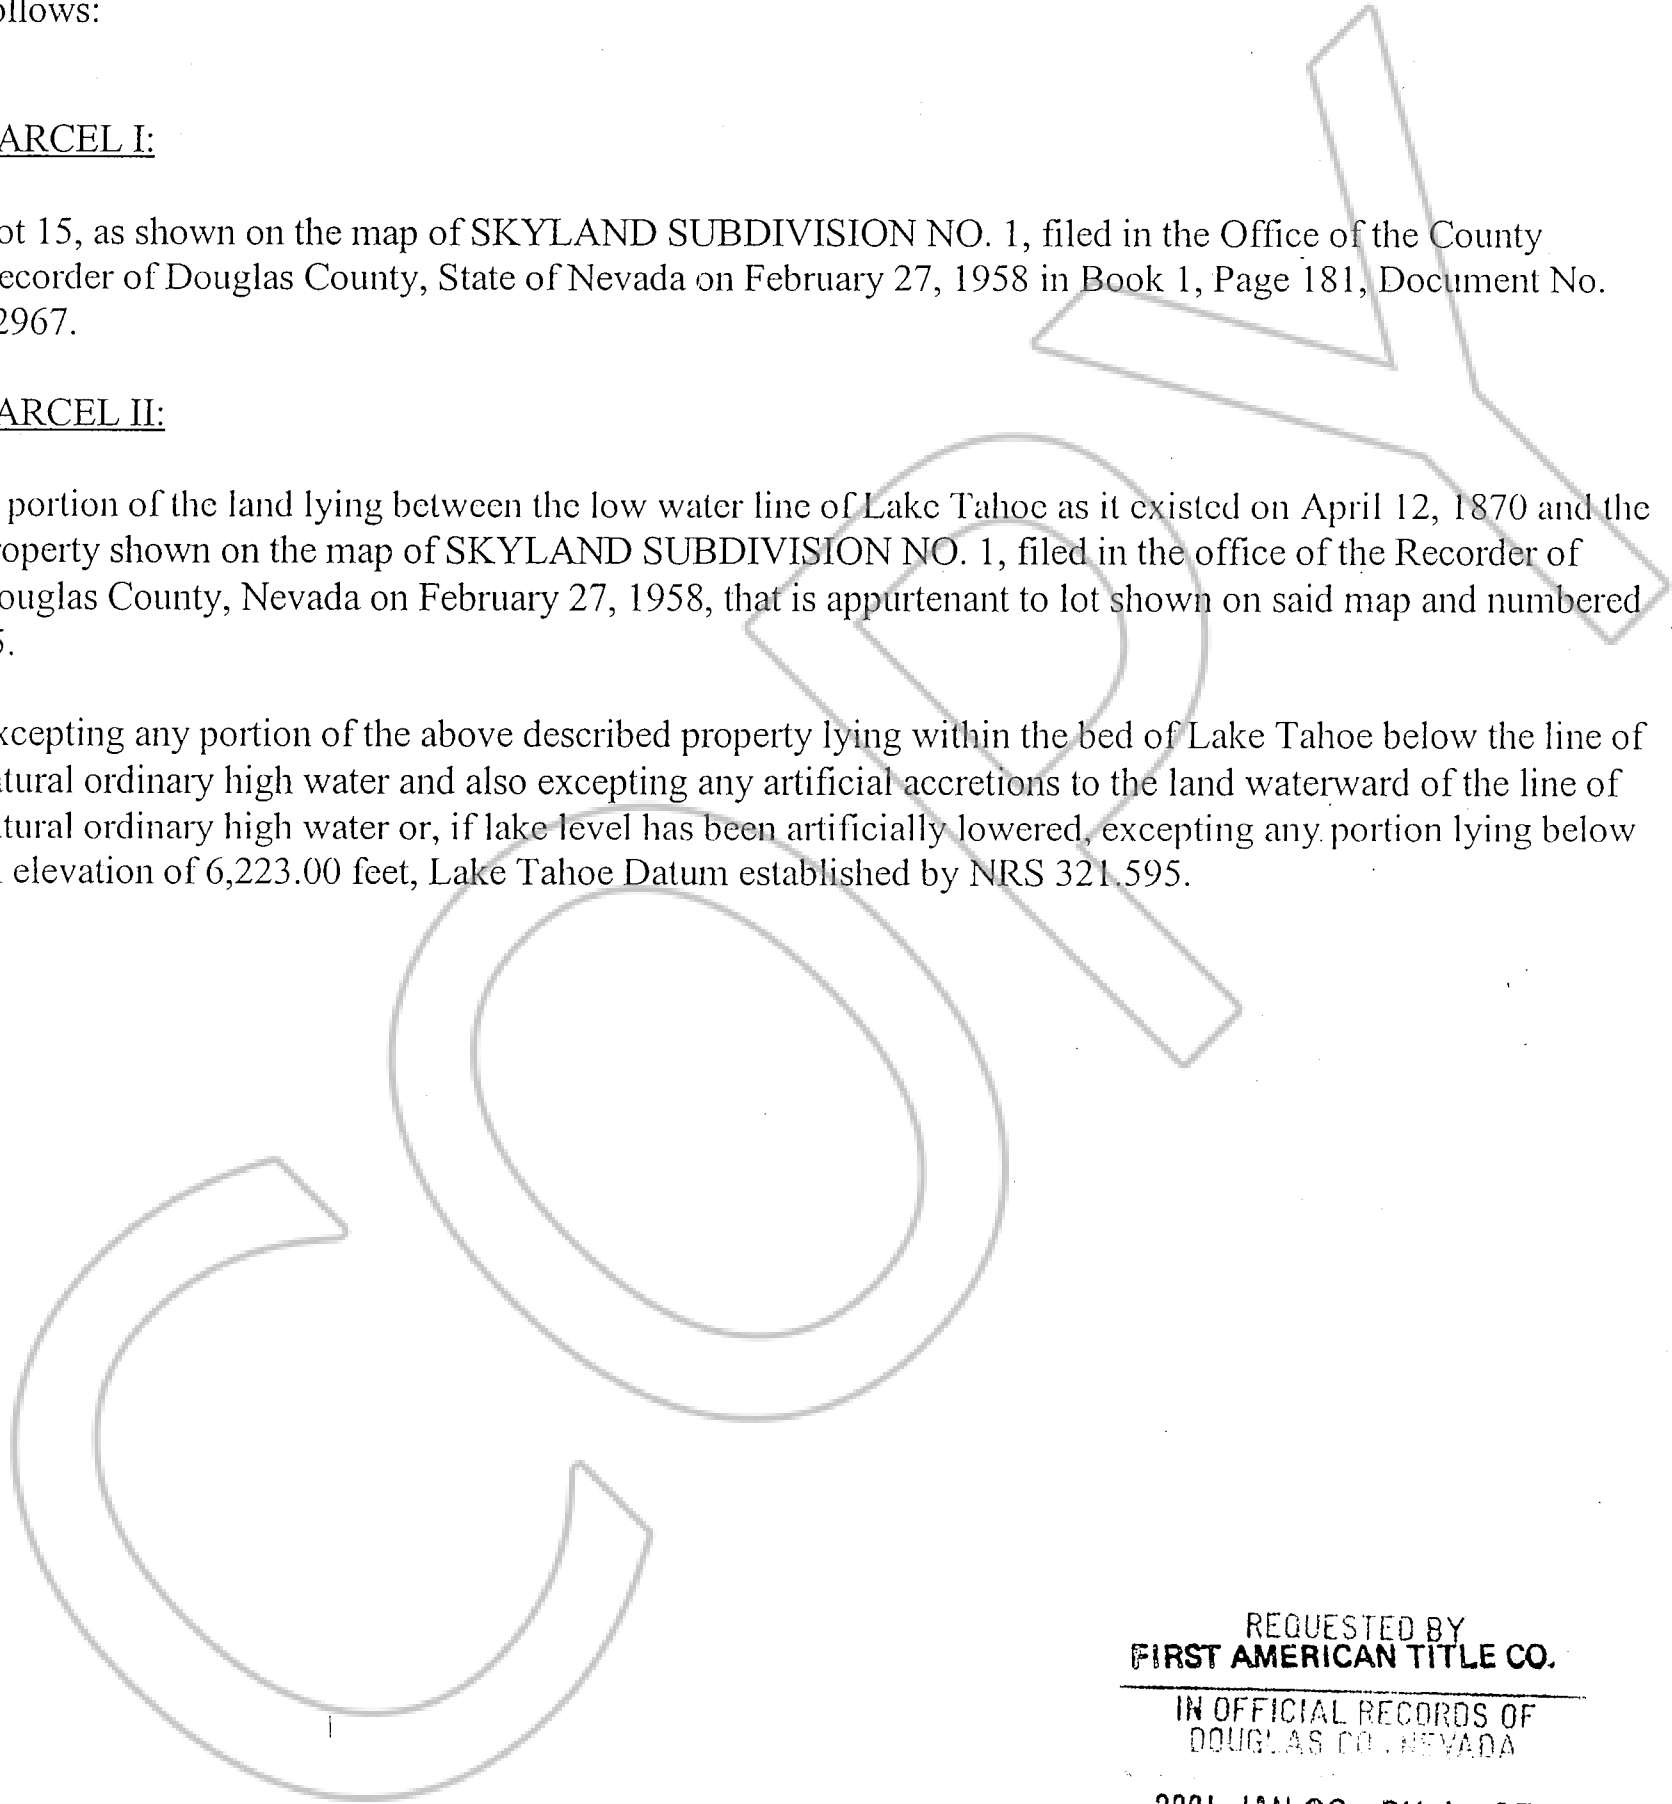 ollows:
ARCEL I:
ot 15, as shown on the map of SKYLAND SUBDIVISION NO. 1, filed in the Office of the County
ecorder of Douglas County, State of Nevada on February 27, 1958 in Book 1, Page 181, Document No.
2967.
ARCEL II:
portion of the land lying between the low water line of Lake Tahoe as it existed on April 12, 1870 and the
operty shown on the map of SKYLAND SUBDIVISION NO. 1, filed in the office of the Recorder of
ouglas County, Nevada on February 27, 1958, that is appurtenant to lot shown on said map and numbered
5.
xcepting any portion of the above described property lying within the bed of Lake Tahoe below the line of
tural ordinary high water and also excepting any artificial accretions to the land waterward of the line of
tural ordinary high water or, if lake level has been artificially lowered, excepting any portion lying below
elevation of 6,223.00 feet, Lake Tahoe Datum established by NRS 321.595.
COPY
REQUESTED BY
FIRST AMERICAN TITLE CO.
IN OFFICIAL RECORDS OF
DOUGLAS CO., NEVADA